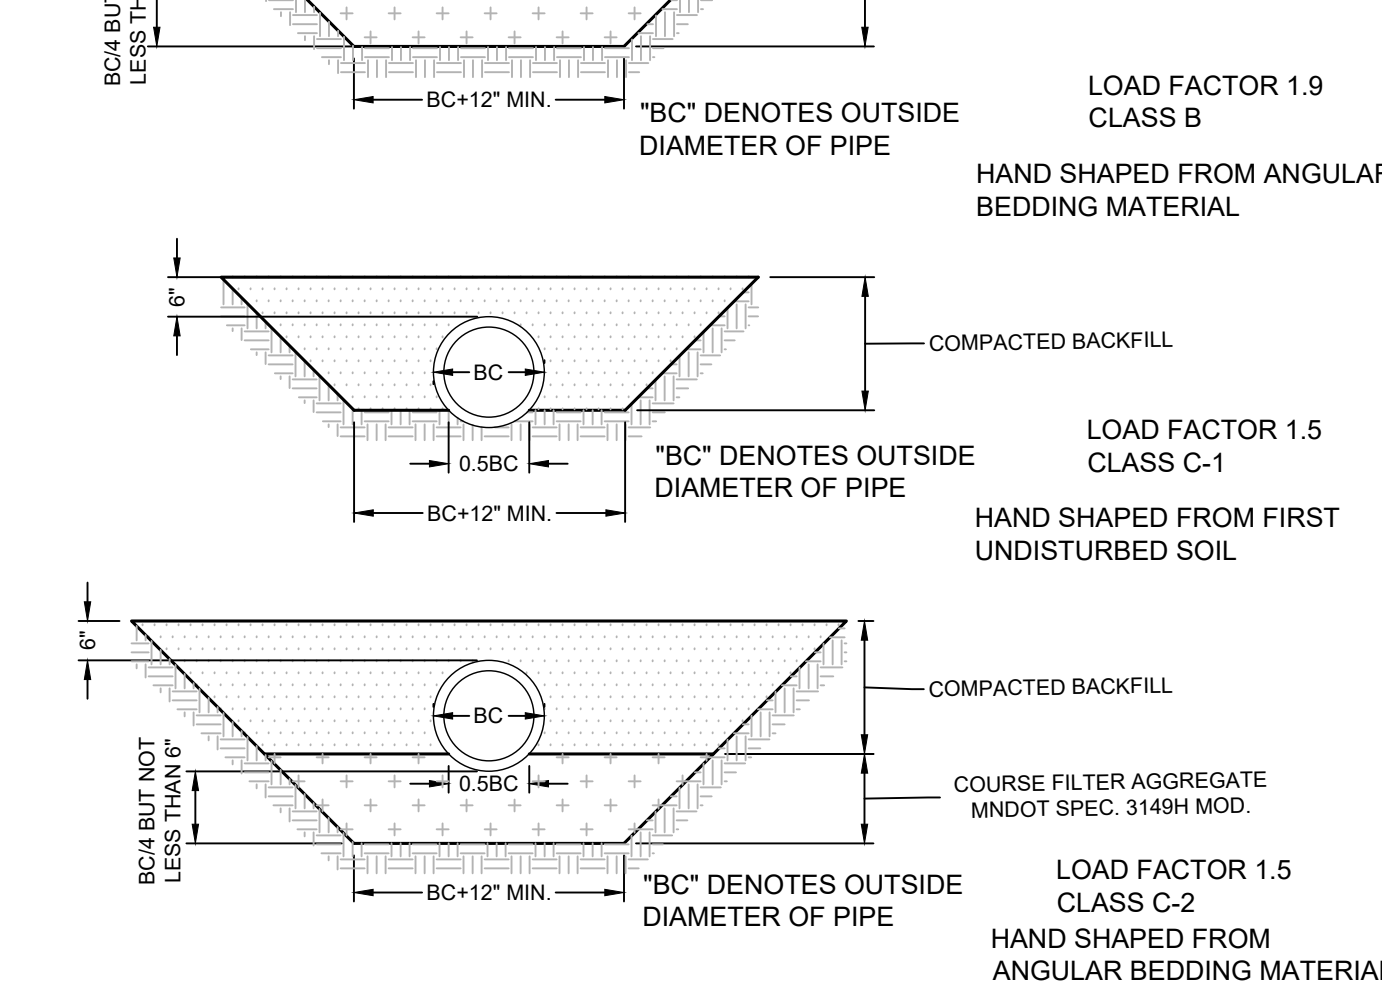 BC/4 BUT
LESS TH
BC+12" MIN.
"BC" DENOTES OUTSIDE
DIAMETER OF PIPE
LOAD FACTOR 1.9
CLASS B
HAND SHAPED FROM ANGULAR
BEDDING MATERIAL
6"
BC
COMPACTED BACKFILL
0.5BC
BC+12" MIN.
"BC" DENOTES OUTSIDE
DIAMETER OF PIPE
LOAD FACTOR 1.5
CLASS C-1
HAND SHAPED FROM FIRST
UNDISTURBED SOIL
6"
BC
COMPACTED BACKFILL
BC/4 BUT NOT
LESS THAN 6"
0.5BC
COURSE FILTER AGGREGATE
MNDOT SPEC. 3149H MOD.
BC+12" MIN.
"BC" DENOTES OUTSIDE
DIAMETER OF PIPE
LOAD FACTOR 1.5
CLASS C-2
HAND SHAPED FROM
ANGULAR BEDDING MATERIAL